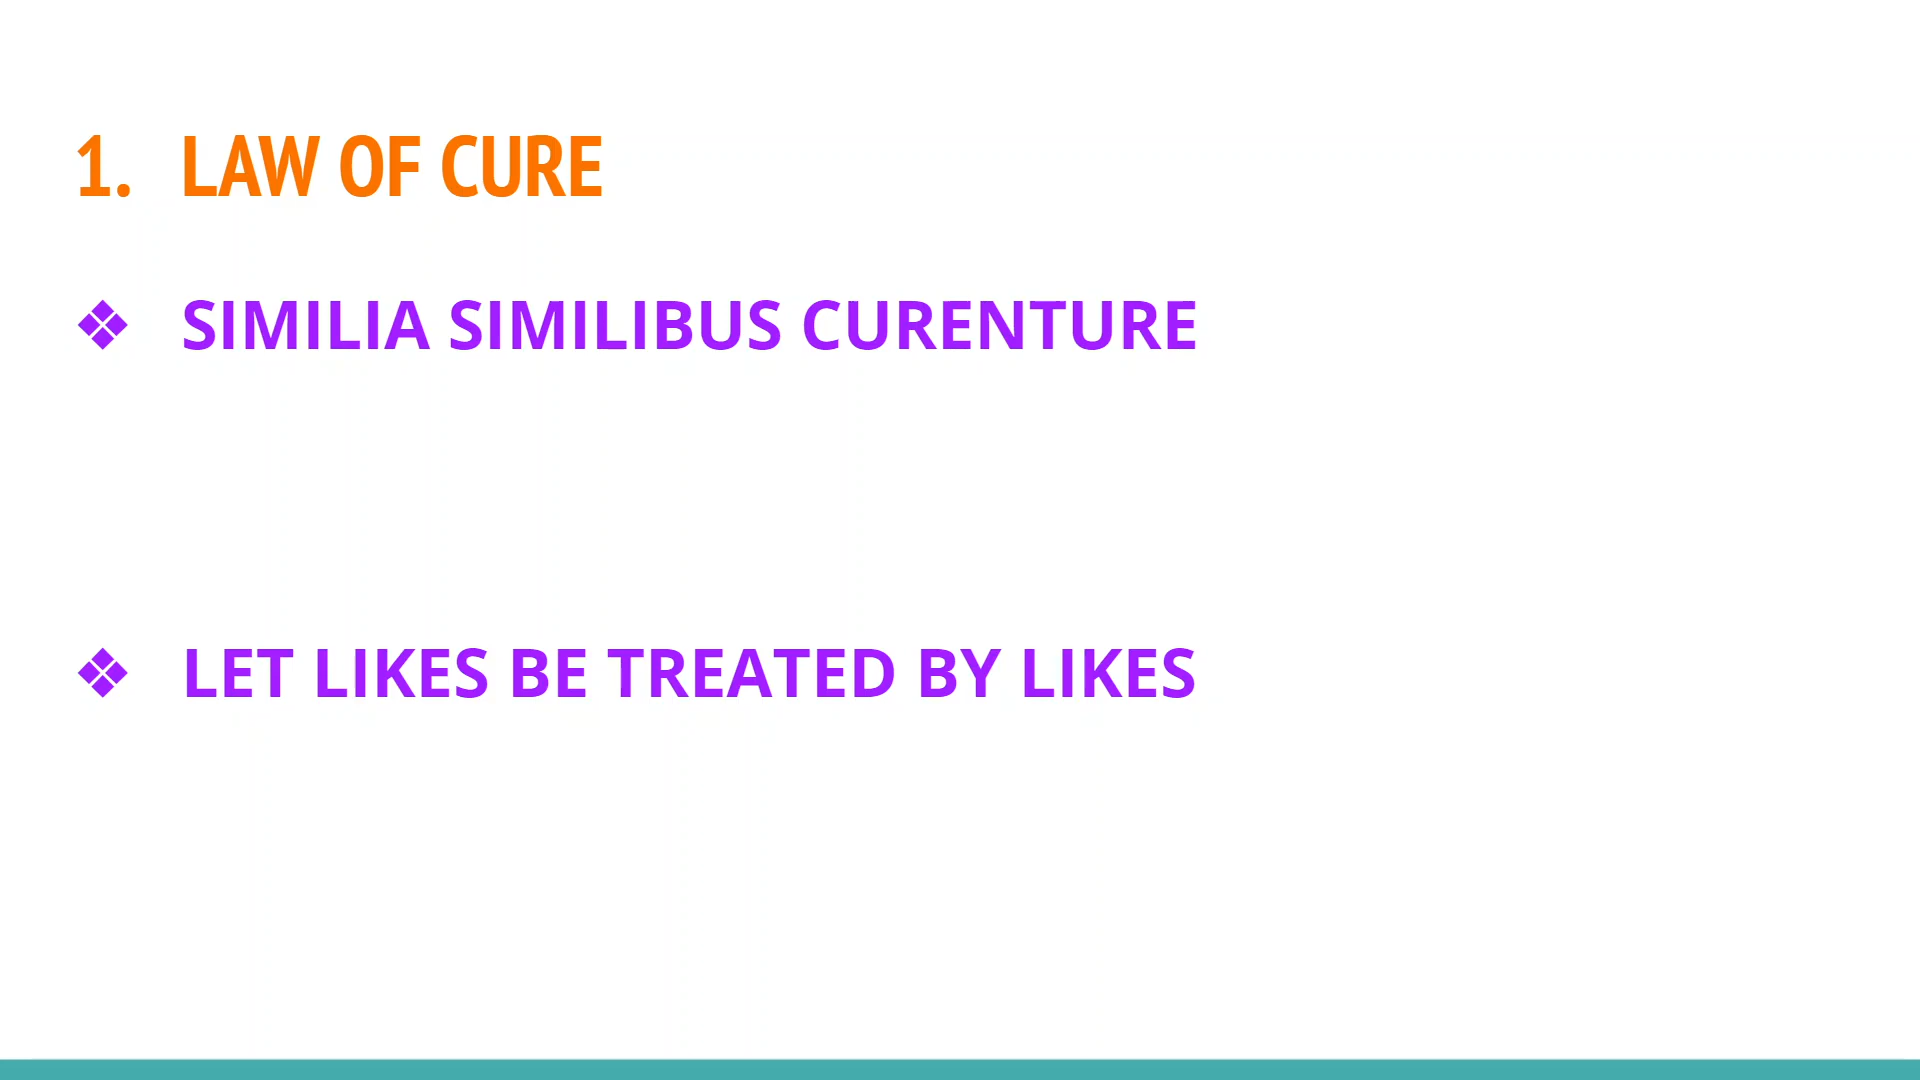 1. LAW OF CURE
❖ SIMILIA SIMILIBUS CURENTURE
❖ LET LIKES BE TREATED BY LIKES